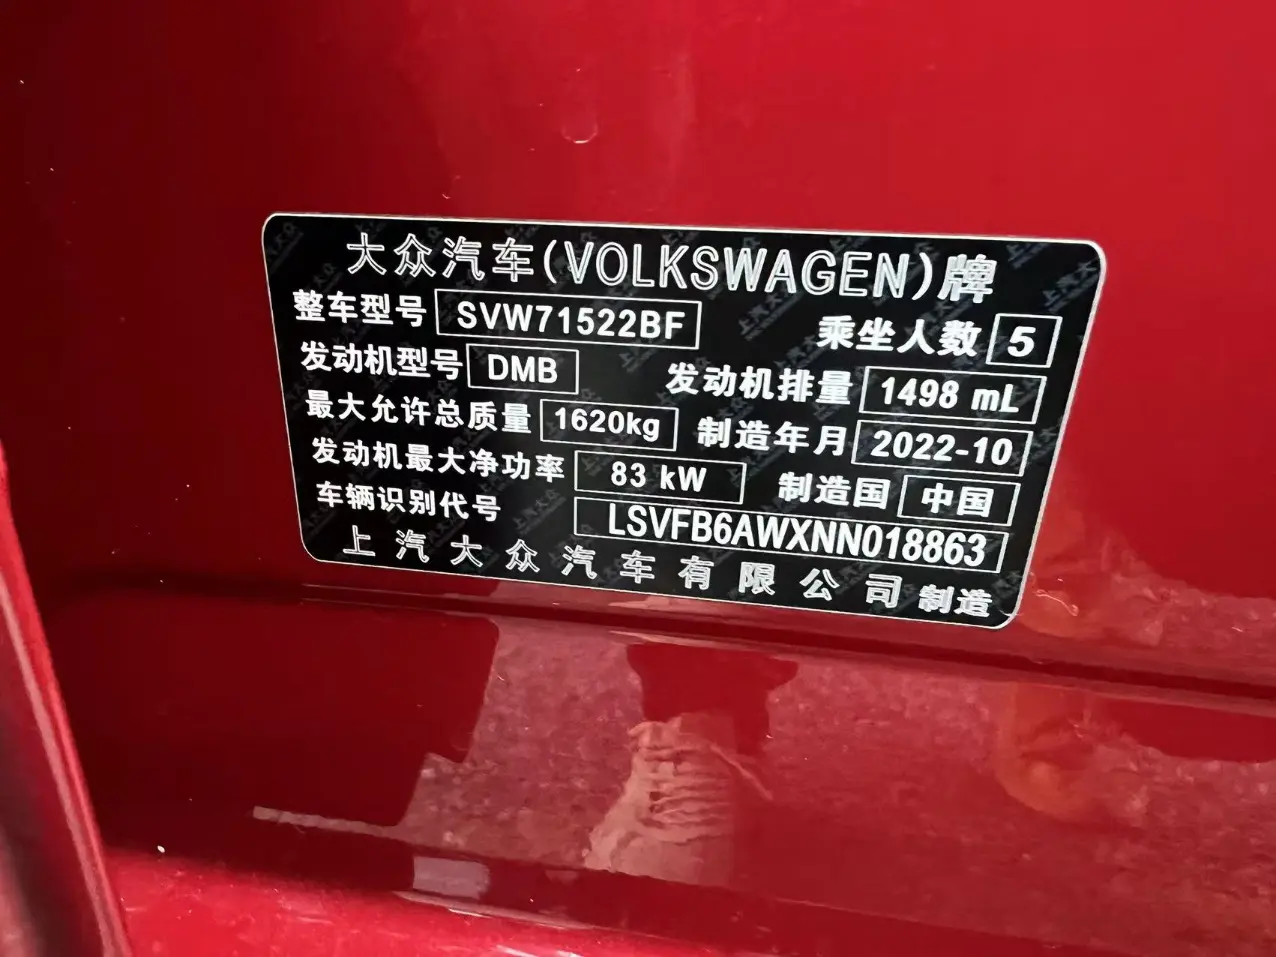 大众汽车(VOLKSWAGEN)牌
整车型号 SVW71522BF 乘坐人数 5
发动机型号 DMB 发动机排量 1498 mL
最大允许总质量 1620kg 制造年月 2022-10
发动机最大净功率 83 kW 制造国 中国
车辆识别代号 LSVFB6AWXNN018863
上汽大众汽车有限公司 制造